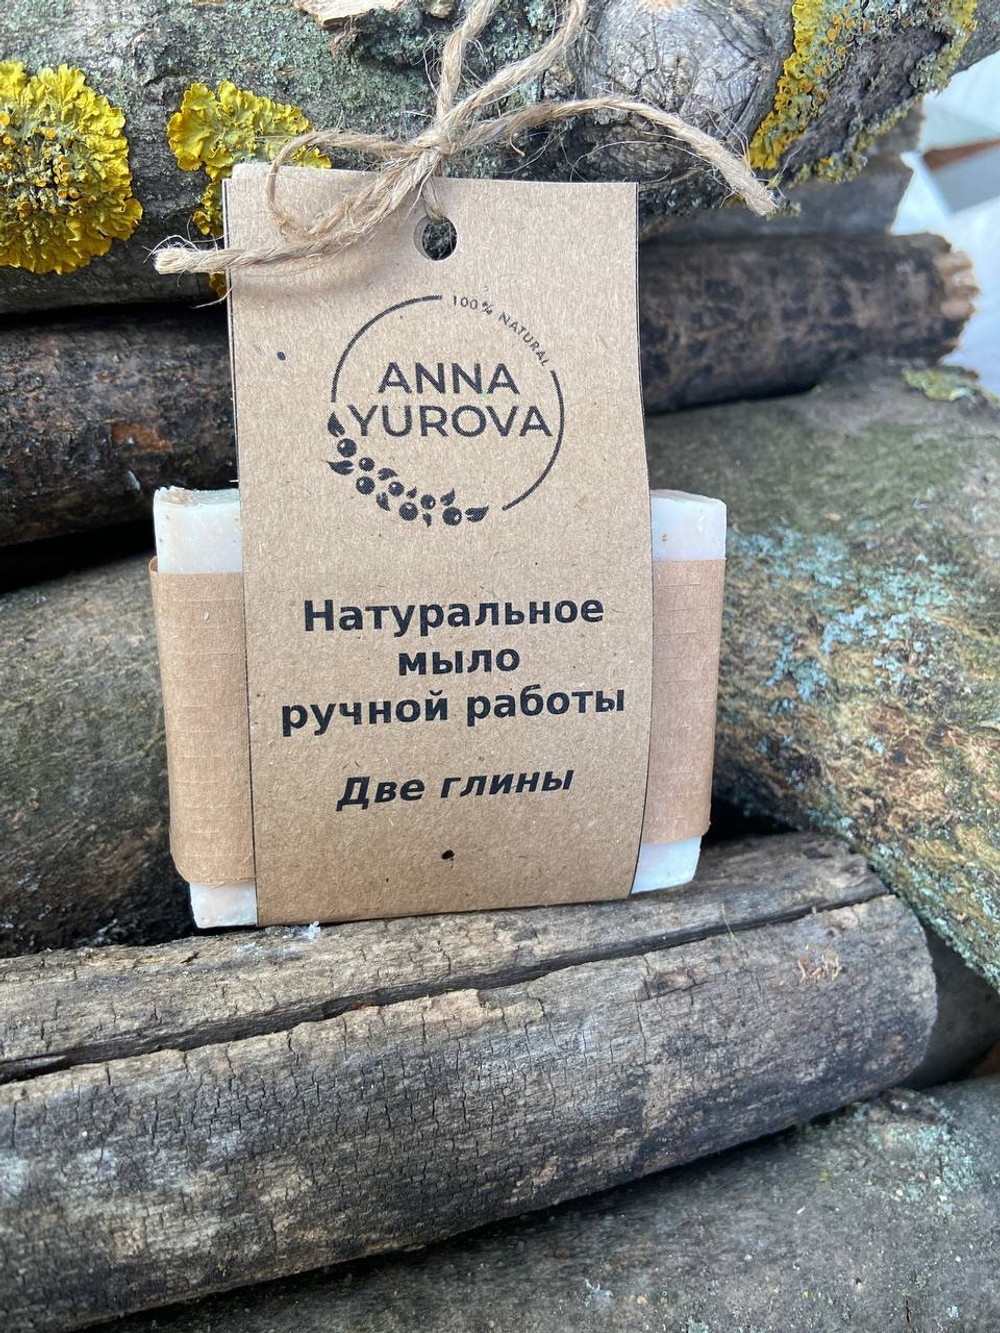 100% NATURAL
ANNA
YUROVA
Натуральное
мыло
ручной работы
Две глины